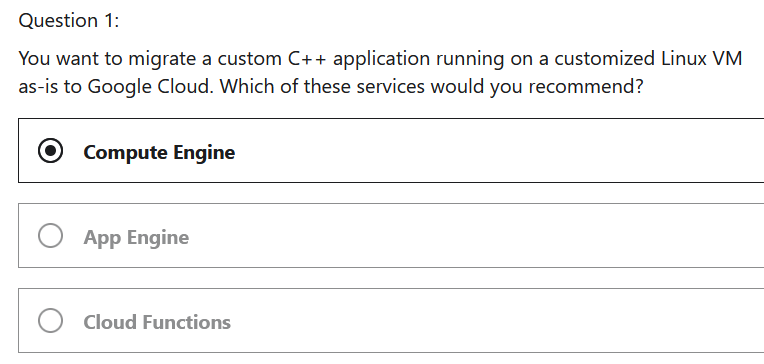 Question 1:
You want to migrate a custom C++ application running on a customized Linux VM
as-is to Google Cloud. Which of these services would you recommend?
Compute Engine
App Engine
Cloud Functions